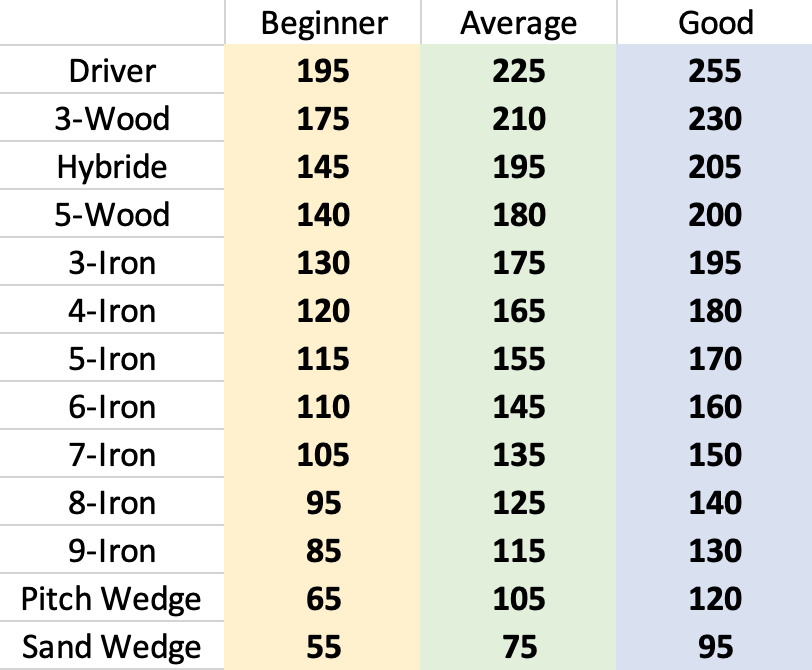 Beginner Average Good
Driver 195 225 255
3-Wood 175 210 230
Hybride 145 195 205
5-Wood 140 180 200
3-Iron 130 175 195
4-Iron 120 165 180
5-Iron 115 155 170
6-Iron 110 145 160
7-Iron 105 135 150
8-Iron 95 125 140
9-Iron 85 115 130
Pitch Wedge 65 105 120
Sand Wedge 55 75 95